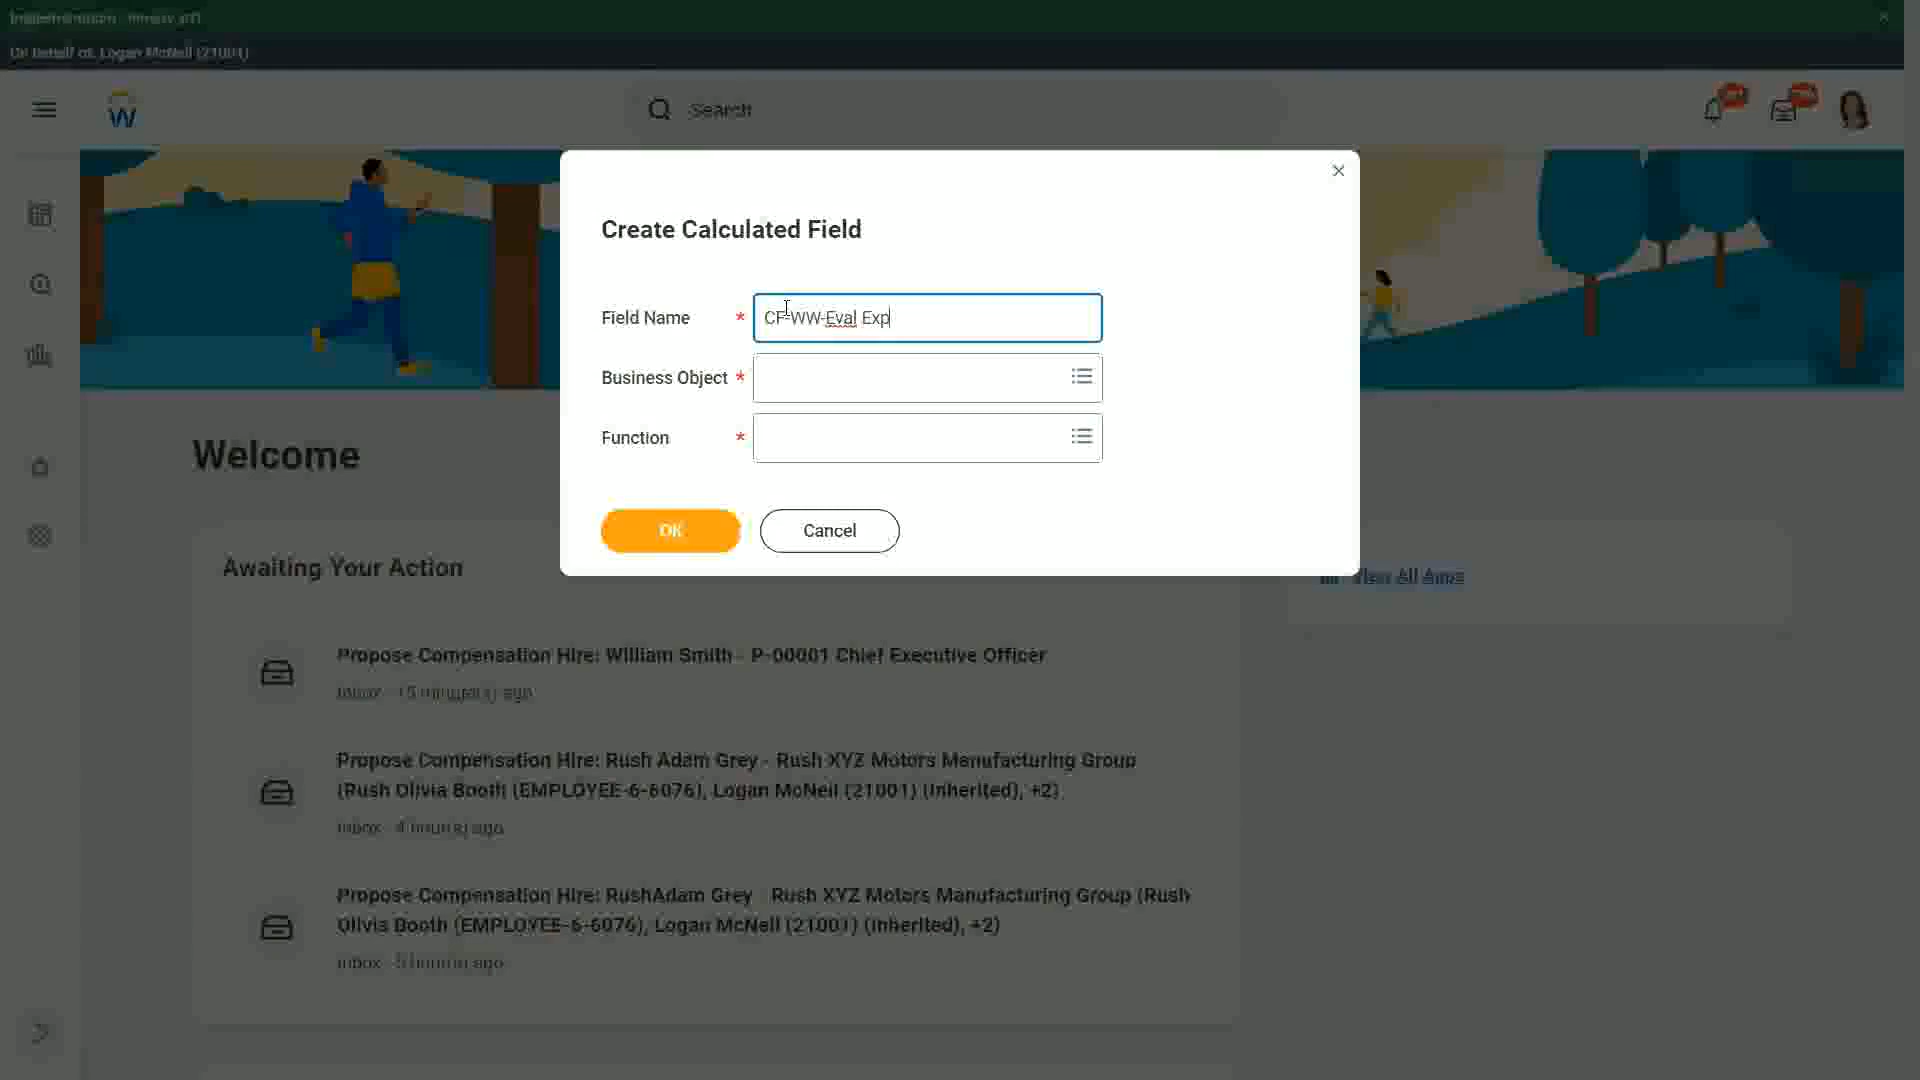 On behalf of: Logan McNeil (21001)
Search
Create Calculated Field
Field Name * CF-WW-Eval Exp
Business Object *
Function *
OK Cancel
Welcome
Awaiting Your Action
View All Apps
Propose Compensation Hire: William Smith - P-00001 Chief Executive Officer
Inbox - 15 minute(s) ago
Propose Compensation Hire: Rush Adam Grey - Rush XYZ Motors Manufacturing Group
(Rush Olivia Booth (EMPLOYEE-6-6076), Logan McNeil (21001) (Inherited), +2)
Inbox - 4 hour(s) ago
Propose Compensation Hire: RushAdam Grey - Rush XYZ Motors Manufacturing Group (Rush
Olivia Booth (EMPLOYEE-6-6076), Logan McNeil (21001) (Inherited), +2)
Inbox - 5 hour(s) ago